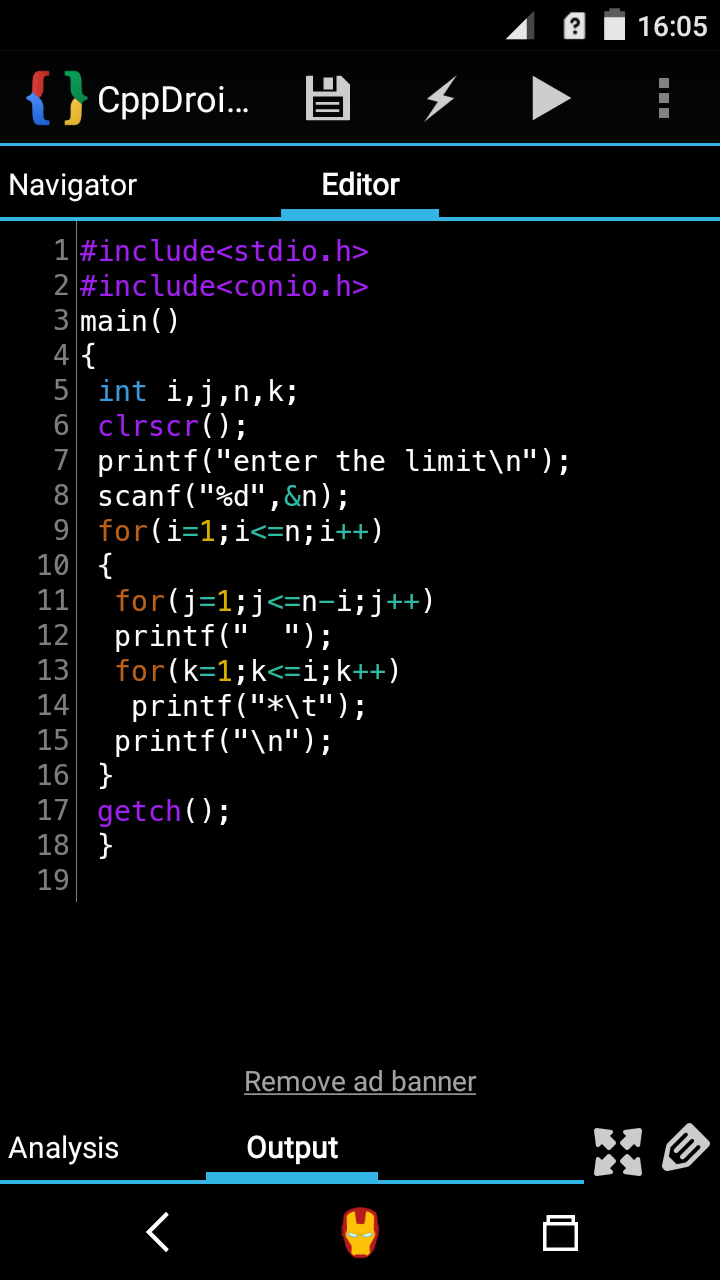 16:05
CppDroi...
Navigator Editor
1 #include<stdio.h>
2 #include<conio.h>
3 main()
4 {
5 int i,j,n,k;
6 clrscr();
7 printf("enter the limit\n");
8 scanf("%d",&n);
9 for(i=1;i<=n;i++)
10 {
11 for(j=1;j<=n-i;j++)
12 printf("  ");
13 for(k=1;k<=i;k++)
14 printf("*\t");
15 printf("\n");
16 }
17 getch();
18 }
19
Remove ad banner
Analysis Output